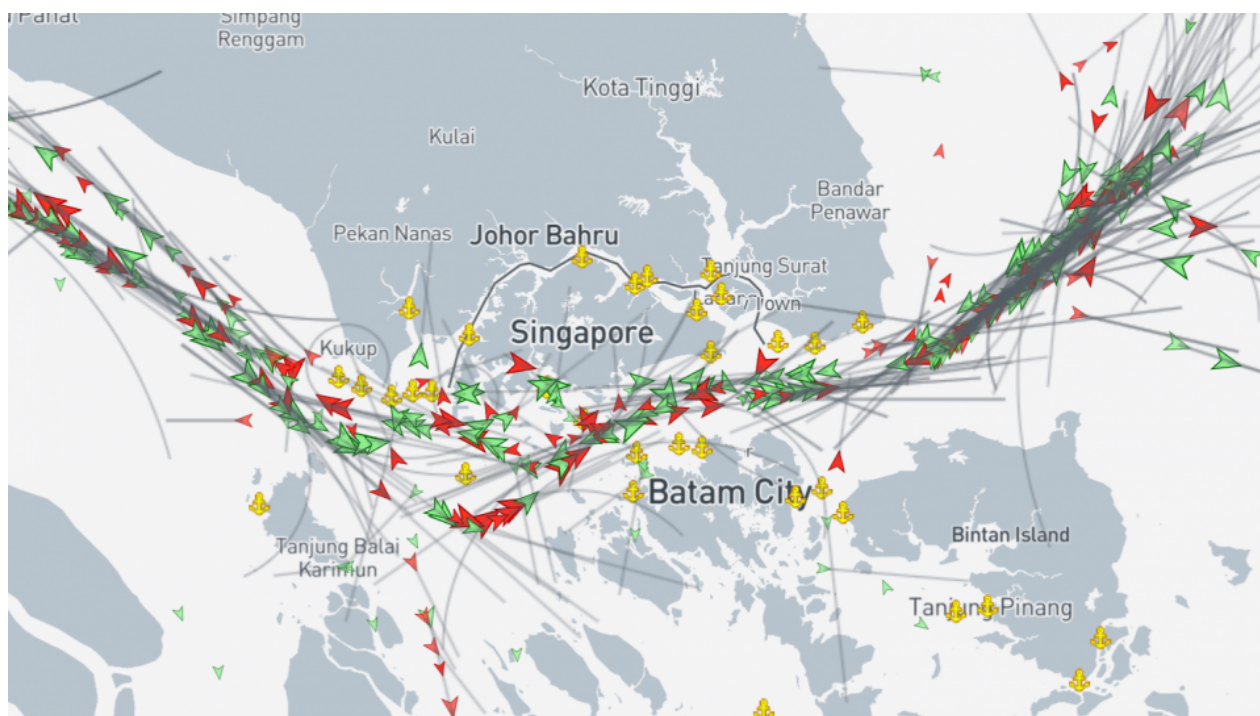 Simpang
Renggam
Kota Tinggi
Kulai
Bandar
Penawar
Pekan Nanas
Johor Bahru
Tanjung Surat
Town
Singapore
Kukup
Batam City
Bintan Island
Tanjung Balai
Karimun
Tanjung Pinang